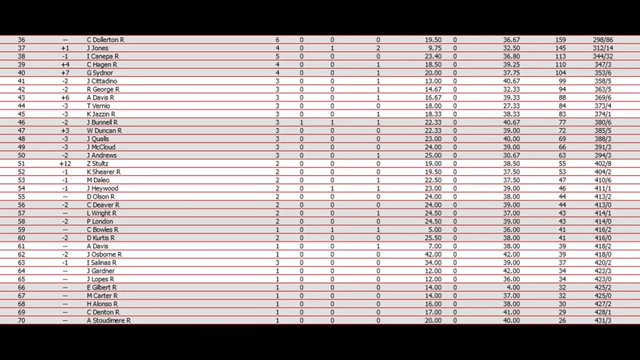 36 -- C Dollerton R 6 0 0 0 19.50 0 36.67 159 298/86
37 +1 J Jones 4 0 1 2 9.75 0 32.50 145 312/14
38 -1 I Canepa R 5 0 0 0 23.40 0 36.80 113 344/32
39 +4 C Hagen R 4 0 0 1 18.50 0 39.25 110 347/3
40 +7 G Sydnor 4 0 0 1 20.00 0 37.75 104 353/6
41 -2 J Cittadino 3 0 0 1 13.00 0 40.67 99 358/5
42 -2 R George R 3 0 0 1 14.67 0 32.33 94 363/5
43 +6 A Davis R 3 0 0 1 16.67 0 39.33 88 369/6
44 -3 T Vernio 3 0 0 0 18.33 0 27.33 84 373/4
45 -3 K Jazzin R 3 0 0 0 18.33 0 38.33 83 374/1
46 -2 J Bunnell R 3 1 1 1 22.33 0 40.67 77 380/6
47 +3 W Duncan R 3 0 0 0 22.33 0 39.00 72 385/5
48 -3 J Qualls 3 0 0 0 23.00 0 39.33 69 388/3
49 -3 J McCloud 3 0 0 0 24.00 0 39.00 66 391/3
50 -2 J Andrews 3 0 0 1 25.00 0 30.67 63 394/3
51 +12 Z Stultz 2 0 0 0 19.00 0 38.50 55 402/8
52 -1 K Shearer R 2 0 0 0 19.00 0 37.50 53 404/2
53 -1 M Daleo 2 0 0 1 22.50 0 37.50 47 410/6
54 -1 J Heywood 2 0 1 1 23.00 0 39.00 46 411/1
55 -- D Olson R 2 0 0 0 24.00 0 38.00 44 413/2
56 -2 C Deaver R 2 0 0 0 24.00 0 39.00 44 413/0
57 -- L Wright R 2 0 0 1 24.50 0 37.00 43 414/1
58 -2 P London 2 0 0 0 24.50 0 39.00 43 414/0
59 -- C Bowles R 1 0 1 1 5.00 0 36.00 41 416/2
60 -2 D Kurtis R 2 0 0 0 25.50 0 38.00 41 416/0
61 -- A Davis 1 0 0 1 7.00 0 38.00 39 418/2
62 -2 J Osborne R 2 0 0 0 42.00 0 42.00 39 418/0
63 -1 I Salinas R 3 0 0 0 34.00 0 39.00 37 420/2
64 -- J Gardner 1 0 0 0 12.00 0 36.00 34 423/3
65 -- J Lopes R 1 0 0 0 12.00 0 42.00 34 423/0
66 -- E Gilbert R 1 0 0 0 14.00 0 4.00 32 425/2
67 -- M Carter R 1 0 0 0 14.00 0 37.00 32 425/0
68 -- H Alonso R 1 0 0 0 16.00 0 38.00 30 427/2
69 -- C Denton R 1 0 0 0 17.00 0 41.00 29 428/1
70 -- A Stoudimere R 1 0 0 0 20.00 0 40.00 26 431/3